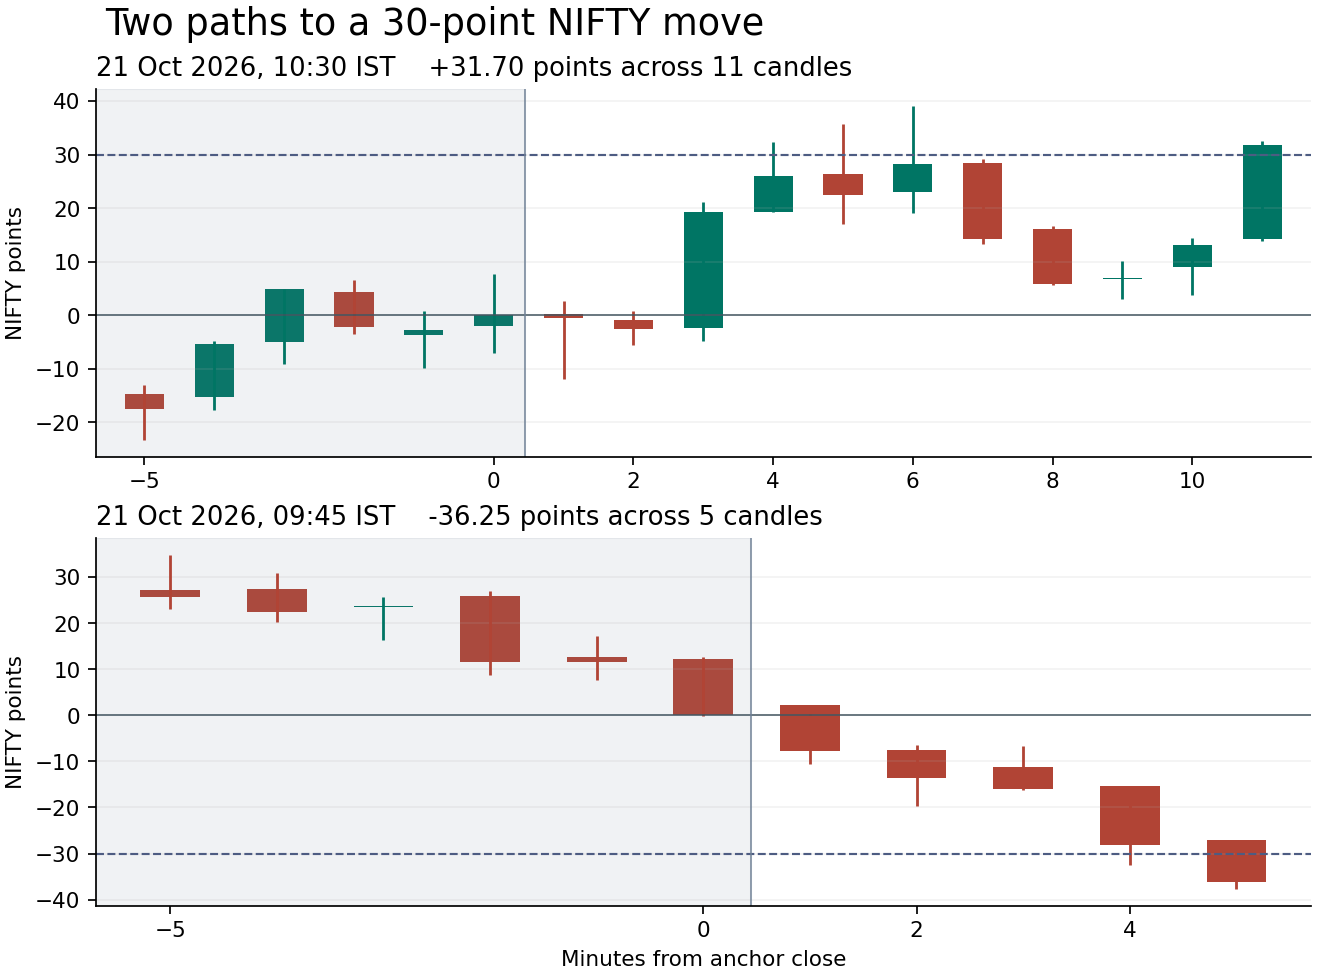 Two paths to a 30-point NIFTY move
21 Oct 2026, 10:30 IST +31.70 points across 11 candles
NIFTY points
40
30
20
10
0
−10
−20
−5 0 2 4 6 8 10
21 Oct 2026, 09:45 IST -36.25 points across 5 candles
NIFTY points
30
20
10
0
−10
−20
−30
−40
−5 0 2 4
Minutes from anchor close